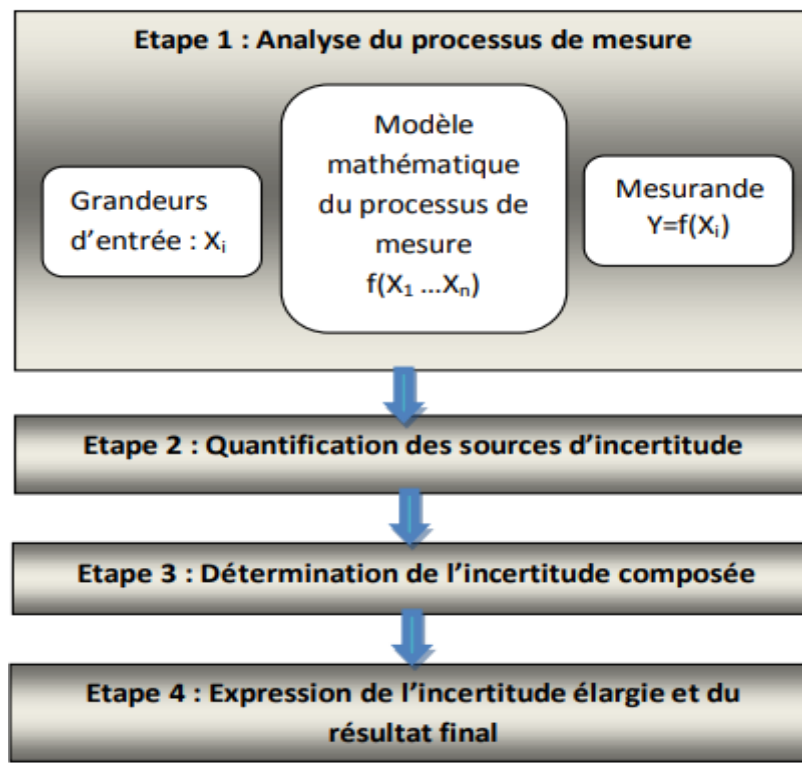 Etape 1 : Analyse du processus de mesure
Grandeurs
d'entrée : Xᵢ
Modèle
mathématique
du processus de
mesure
f(X₁ ...Xₙ)
Mesurande
Y=f(Xᵢ)
Etape 2 : Quantification des sources d'incertitude
Etape 3 : Détermination de l'incertitude composée
Etape 4 : Expression de l'incertitude élargie et du
résultat final